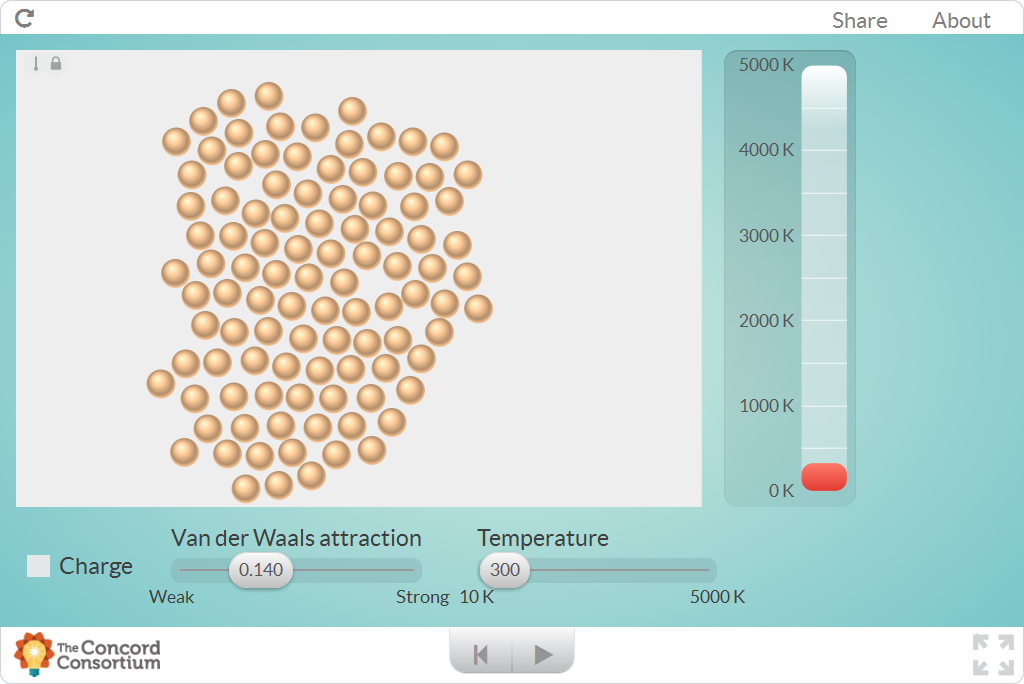 Share About
5000 K
4000 K
3000 K
2000 K
1000 K
0 K
Van der Waals attraction
0.140
Weak Strong
Temperature
300
10 K 5000 K
Charge
The Concord
Consortium